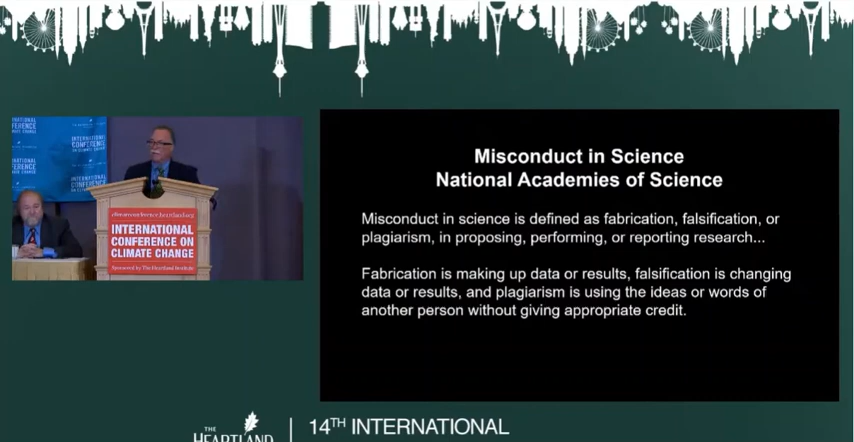 INTERNATIONAL
CONFERENCE
INTERNATIONAL
CONFERENCE ON
CLIMATE CHANGE
Sponsored by The Heartland Institute
Misconduct in Science
National Academies of Science
Misconduct in science is defined as fabrication, falsification, or
plagiarism, in proposing, performing, or reporting research...
Fabrication is making up data or results, falsification is changing
data or results, and plagiarism is using the ideas or words of
another person without giving appropriate credit.
THE
HEARTLAND
14TH INTERNATIONAL